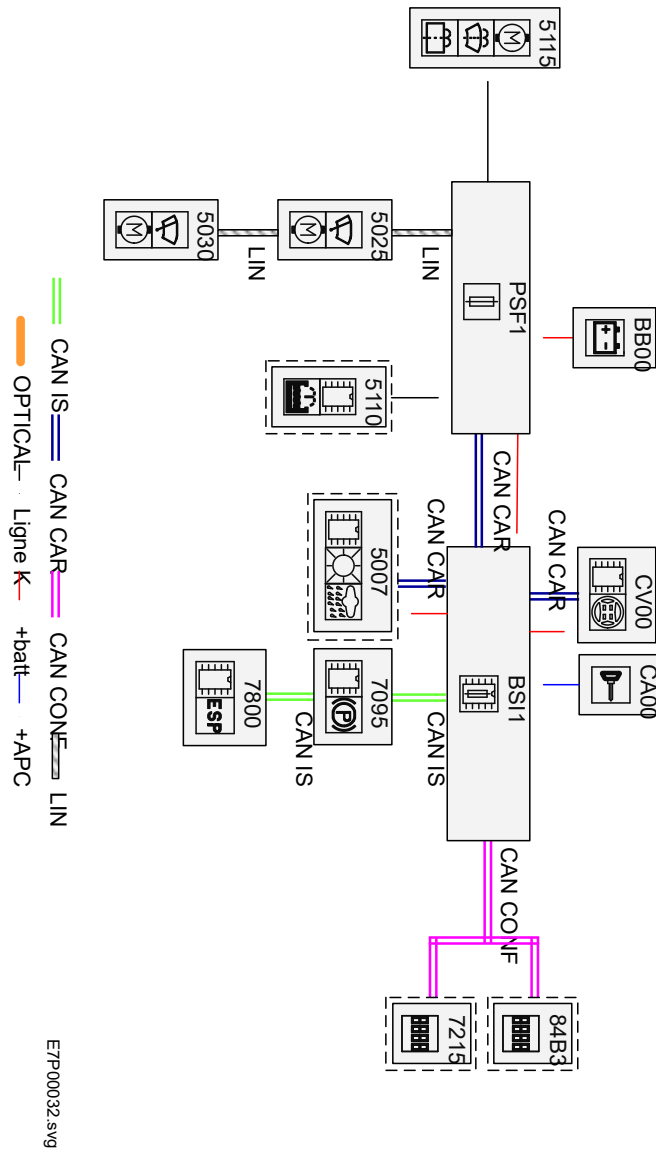 5115
BB00
PSF1
CV00
CA00
BSI1
84B3
7215
5025
5030
5110
5007
7095
7800
M
M
M
P
ESP
LIN
LIN
CAN CAR
CAN CAR
CAN CAR
CAN IS
CAN IS
CAN CONF
CAN IS CAN CAR CAN CONF LIN
OPTICAL Ligne K +batt +APC
E7P00032.svg